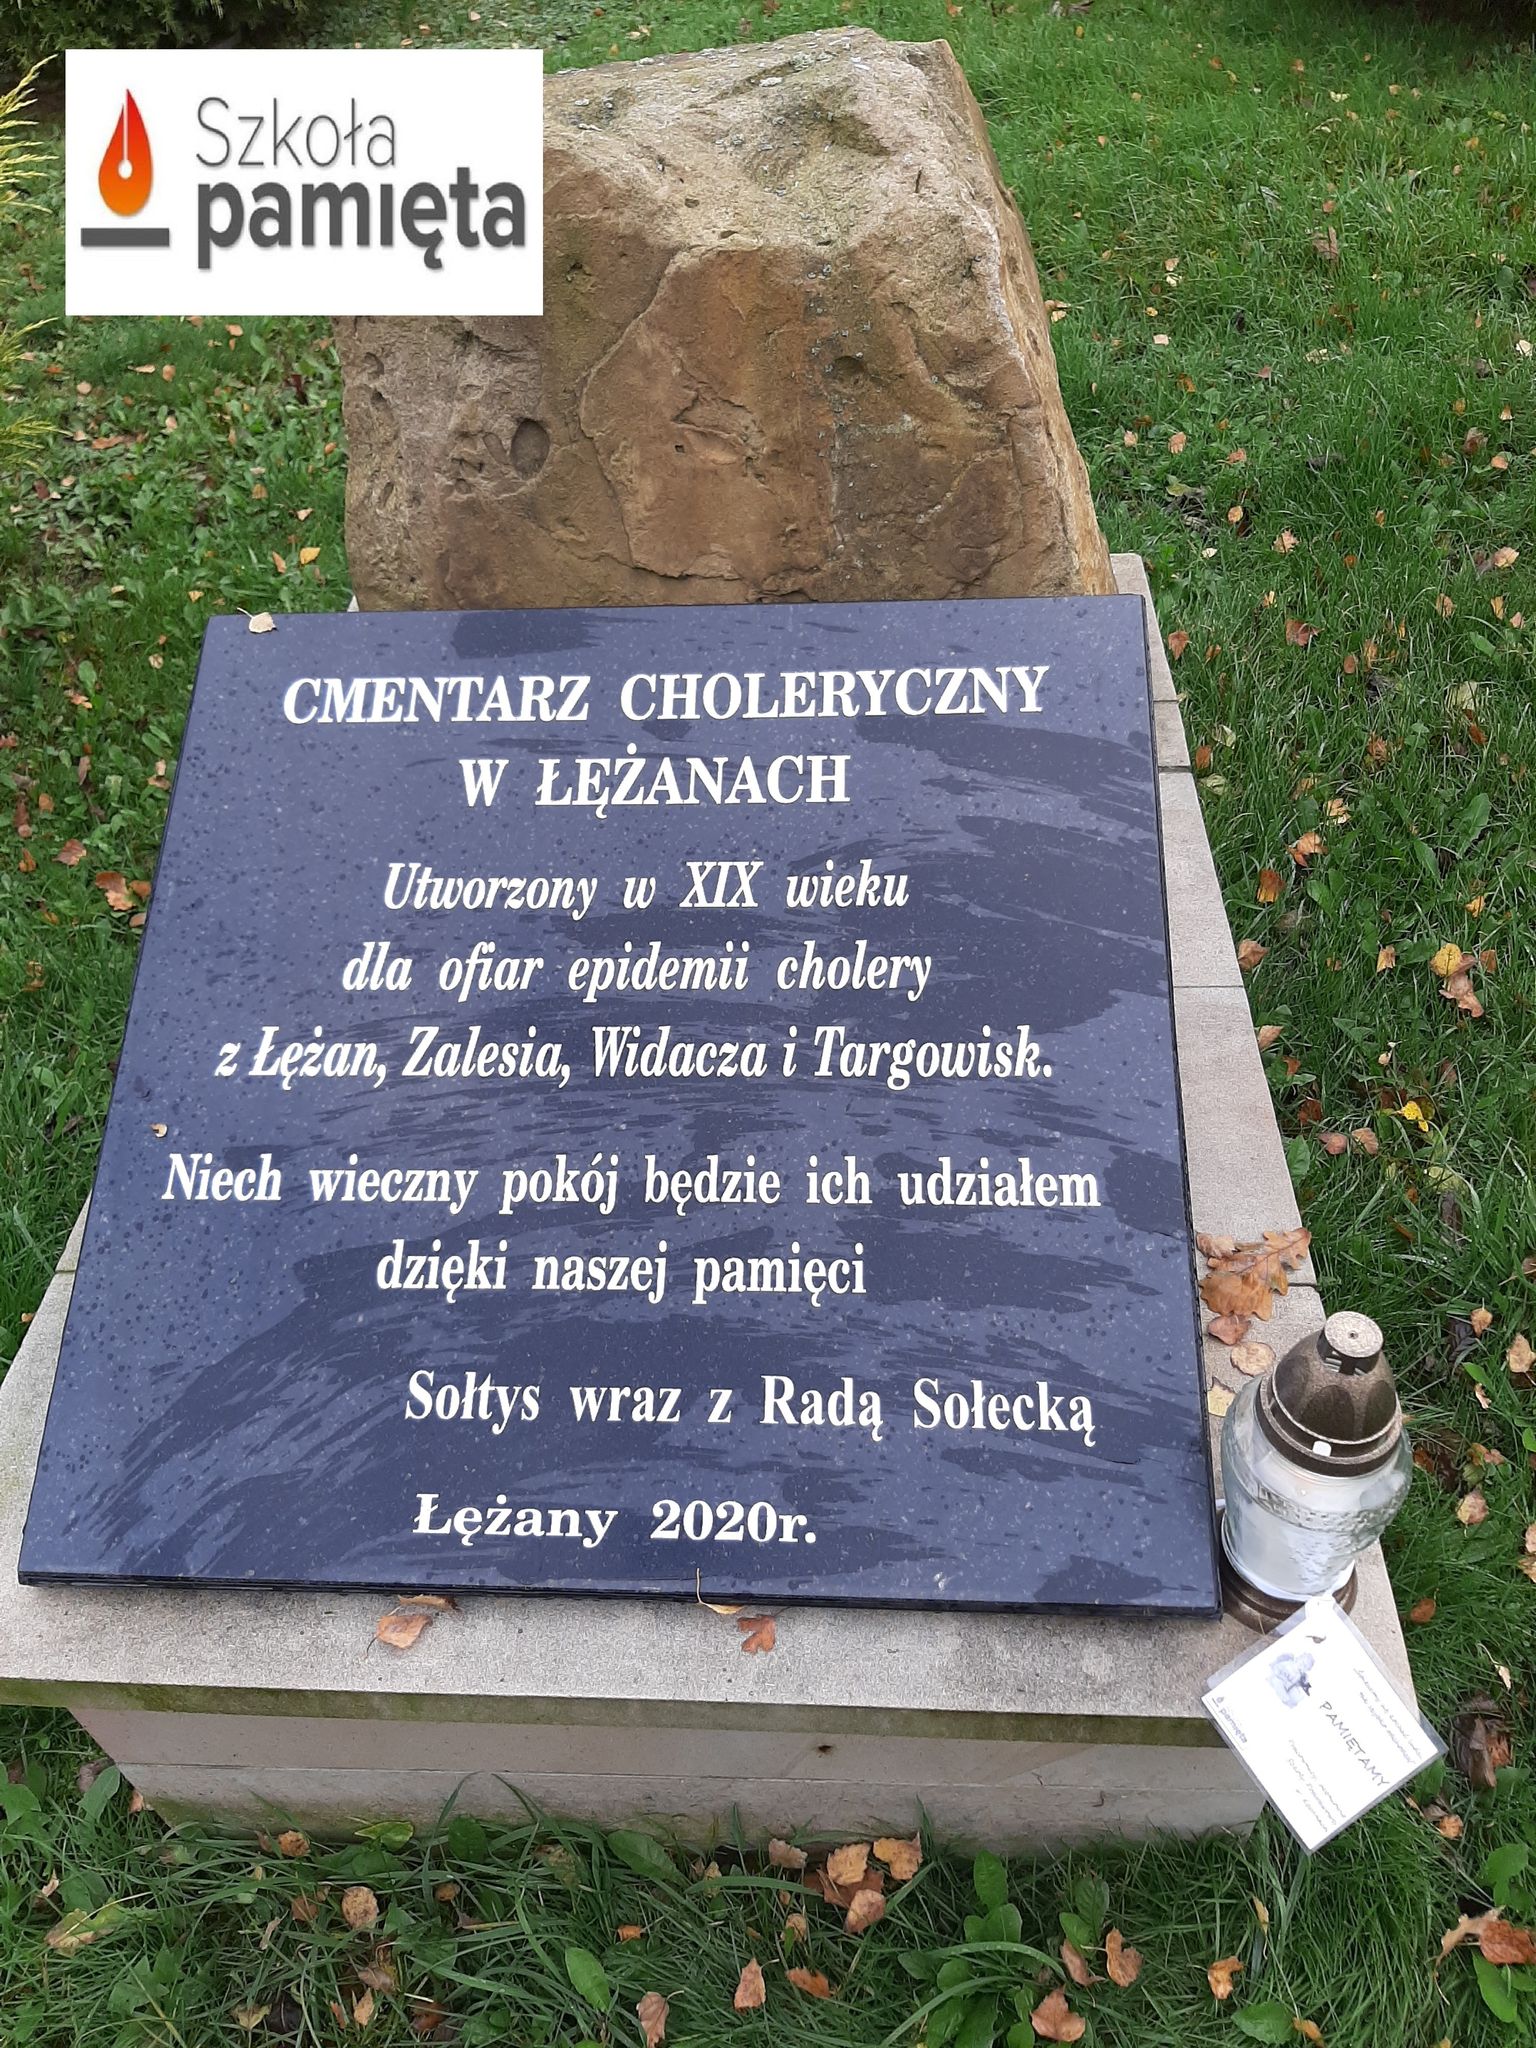 Szkoła
pamięta
CMENTARZ CHOLERYCZNY
W ŁĘŻANACH
Utworzony w XIX wieku
dla ofiar epidemii cholery
z Łężan, Zalesia, Widacza i Targowisk.
Niech wieczny pokój będzie ich udziałem
dzięki naszej pamięci
Sołtys wraz z Radą Sołecką
Łężany 2020r.
PAMIĘTAMY
pamięta